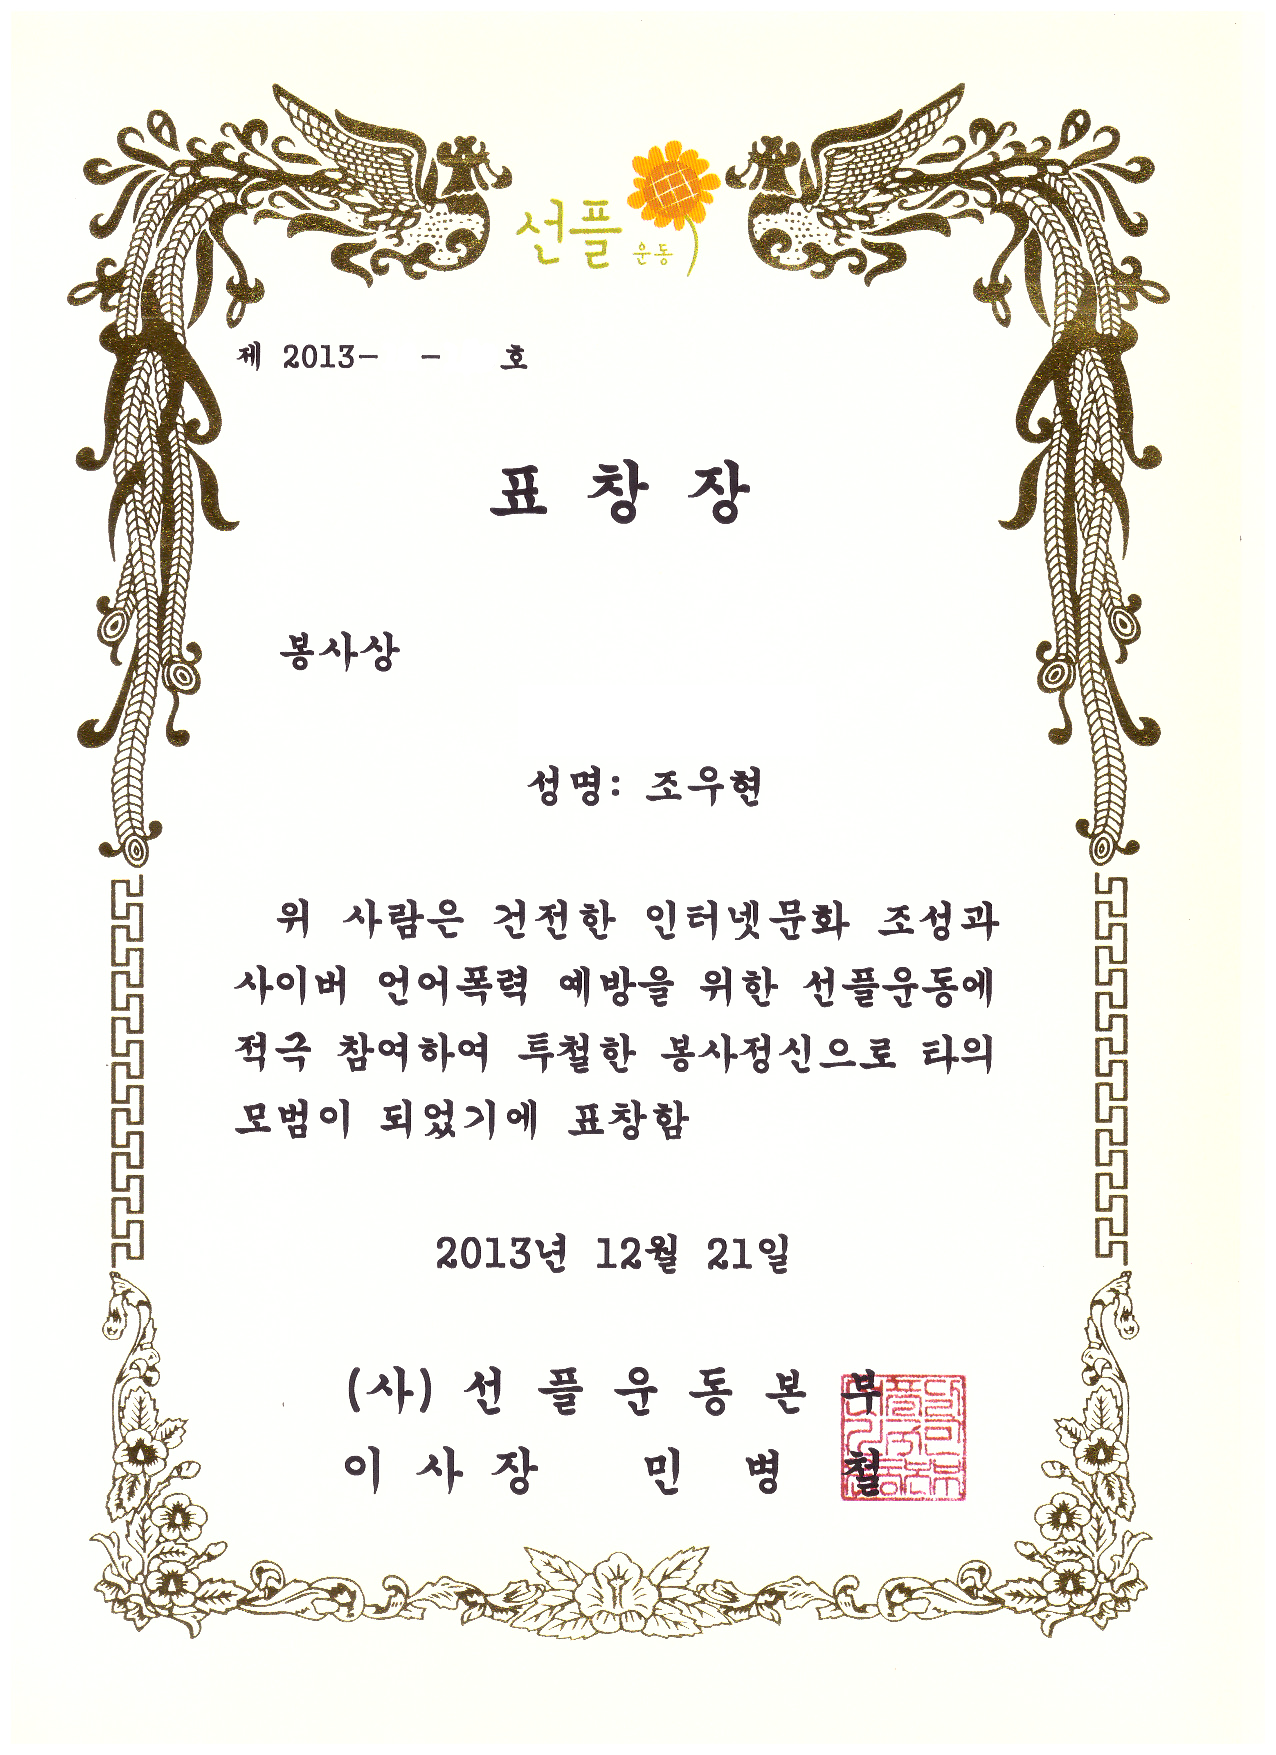 선플
운동
제 2013- - 호
표 창 장
봉사상
성명: 조우현
위 사람은 건전한 인터넷문화 조성과
사이버 언어폭력 예방을 위한 선플운동에
적극 참여하여 투철한 봉사정신으로 타의
모범이 되었기에 표창함
2013년 12월 21일
(사) 선 플 운 동 본 부
이 사 장 민 병 철